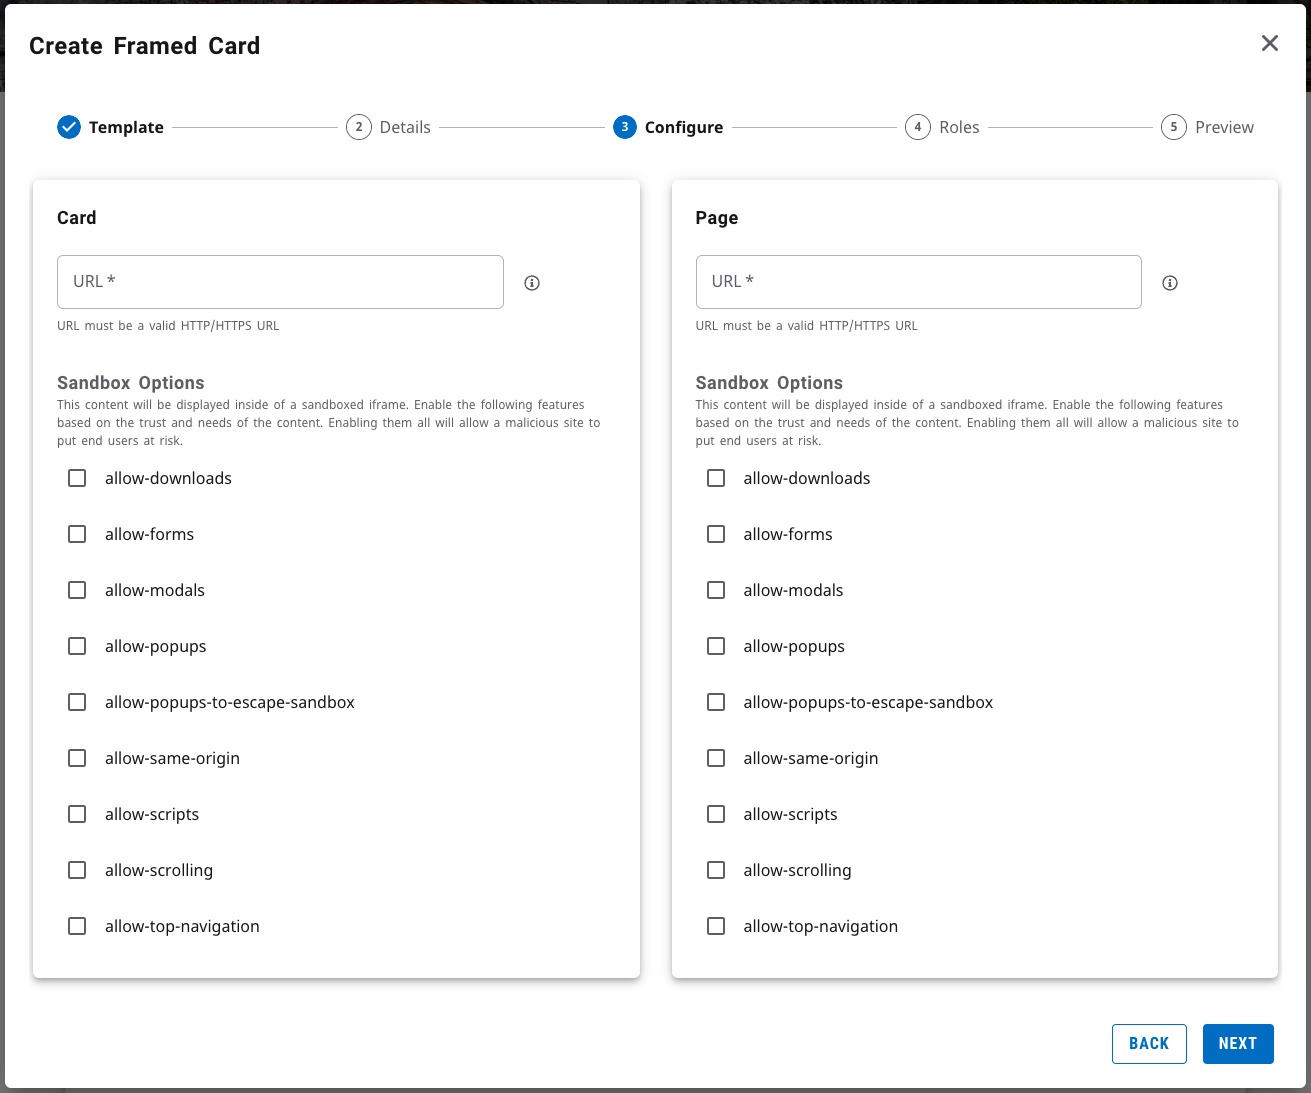 Create Framed Card
Template
2 Details
3 Configure
4 Roles
5 Preview
Card
URL *
URL must be a valid HTTP/HTTPS URL
Sandbox Options
This content will be displayed inside of a sandboxed iframe. Enable the following features
based on the trust and needs of the content. Enabling them all will allow a malicious site to
put end users at risk.
allow-downloads
allow-forms
allow-modals
allow-popups
allow-popups-to-escape-sandbox
allow-same-origin
allow-scripts
allow-scrolling
allow-top-navigation
Page
URL *
URL must be a valid HTTP/HTTPS URL
Sandbox Options
This content will be displayed inside of a sandboxed iframe. Enable the following features
based on the trust and needs of the content. Enabling them all will allow a malicious site to
put end users at risk.
allow-downloads
allow-forms
allow-modals
allow-popups
allow-popups-to-escape-sandbox
allow-same-origin
allow-scripts
allow-scrolling
allow-top-navigation
BACK
NEXT